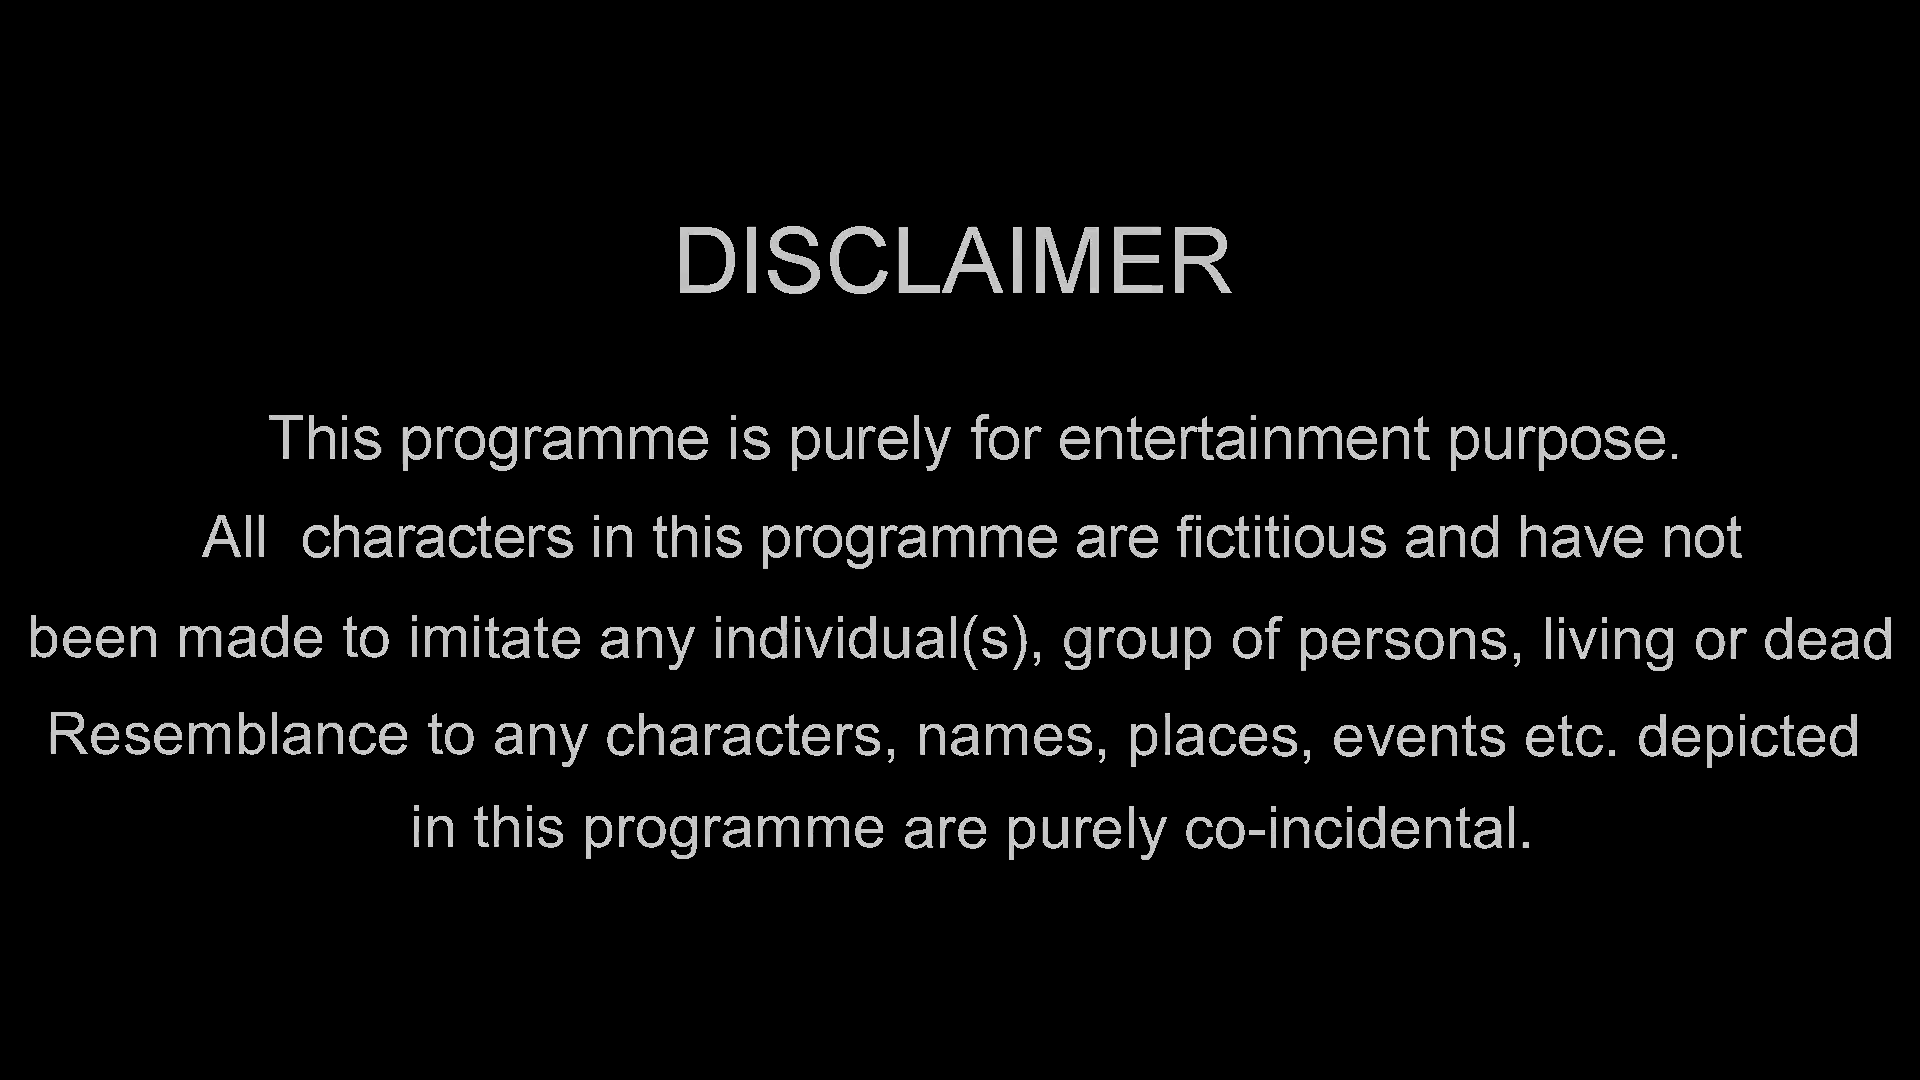 DISCLAIMER
This programme is purely for entertainment purpose.
All characters in this programme are fictitious and have not
been made to imitate any individual(s), group of persons, living or dead
Resemblance to any characters, names, places, events etc. depicted
in this programme are purely co-incidental.